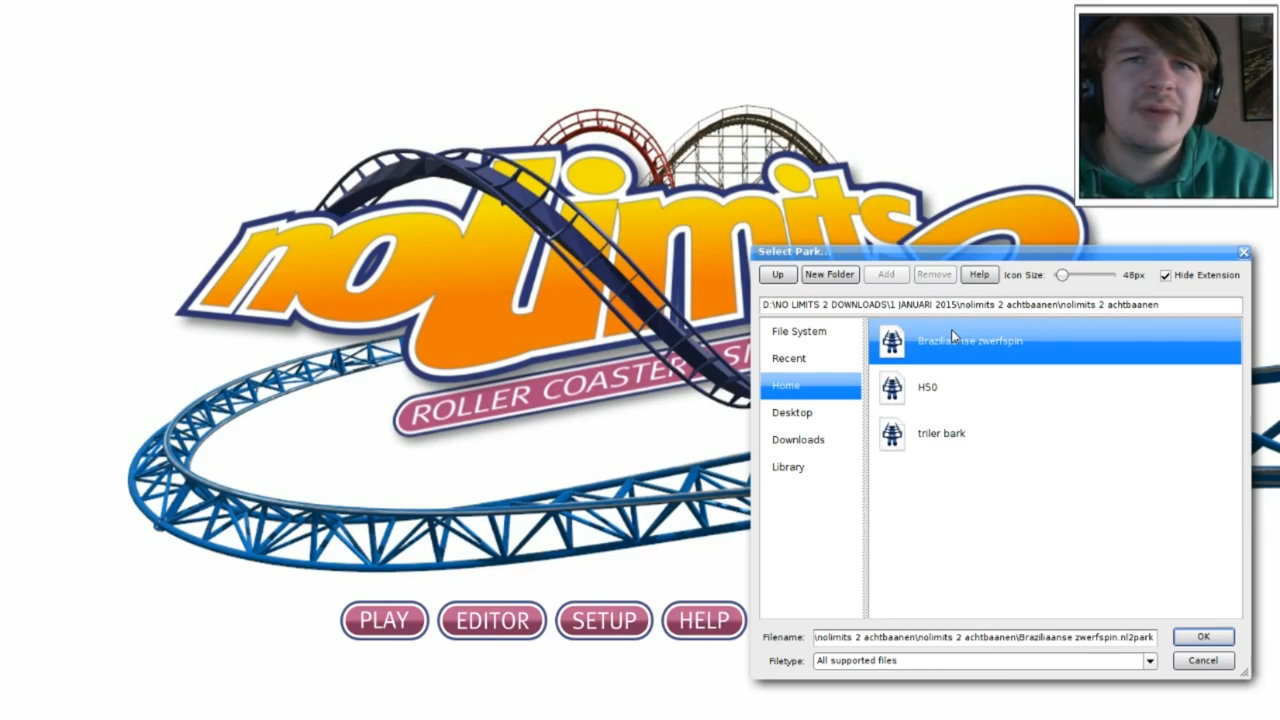 noLimits 2
ROLLER COASTER SI
PLAY
EDITOR
SETUP
HELP
Select Park...
Up
New Folder
Add
Remove
Help
Icon Size:
48px
Hide Extension
D:\NO LIMITS 2 DOWNLOADS\1 JANUARI 2015\nolimits 2 achtbaanen\nolimits 2 achtbaanen
File System
Recent
Home
Desktop
Downloads
Library
Braziliaanse zwerfspin
H50
triler bark
Filename:
\nolimits 2 achtbaanen\nolimits 2 achtbaanen\Braziliaanse zwerfspin.nl2park
OK
Filetype:
All supported files
Cancel